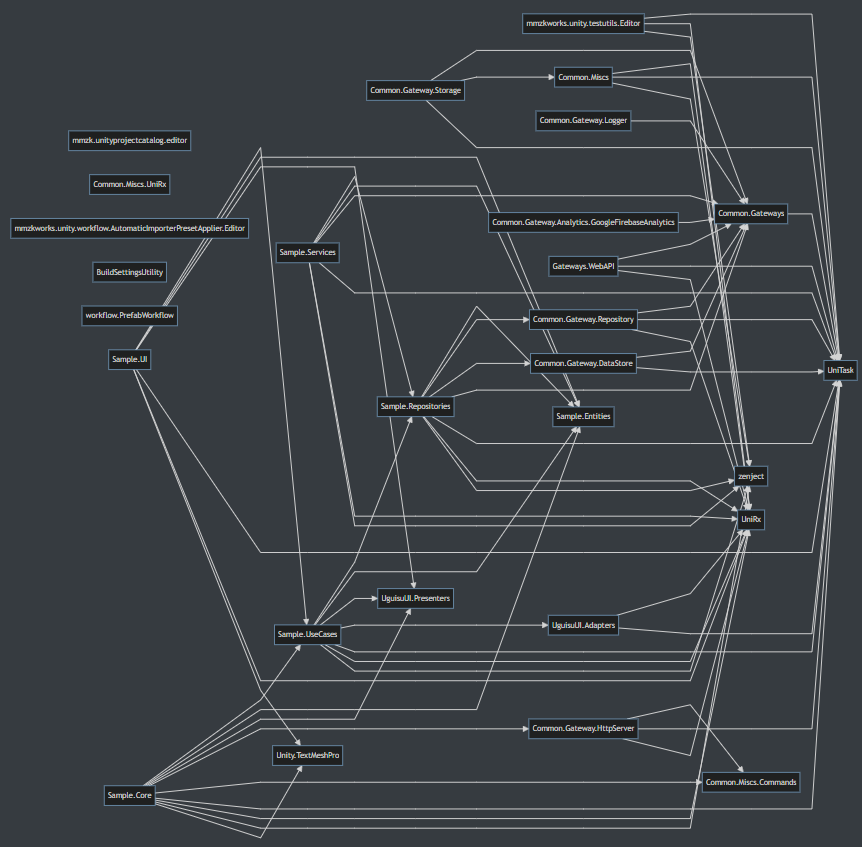 mmzkworks.unity.testutils.Editor
Common.Miscs
Common.Gateway.Storage
Common.Gateway.Logger
mmzk.unityprojectcatalog.editor
Common.Miscs.UniRx
Common.Gateways
Common.Gateway.Analytics.GoogleFirebaseAnalytics
mmzkworks.unity.workflow.AutomaticImporterPresetApplier.Editor
Sample.Services
Gateways.WebAPI
BuildSettingsUtility
workflow.PrefabWorkflow
Common.Gateway.Repository
Sample.UI
Common.Gateway.DataStore
UniTask
Sample.Repositories
Sample.Entities
zenject
UniRx
UguisuUI.Presenters
UguisuUI.Adapters
Sample.UseCases
Common.Gateway.HttpServer
Unity.TextMeshPro
Common.Miscs.Commands
Sample.Core